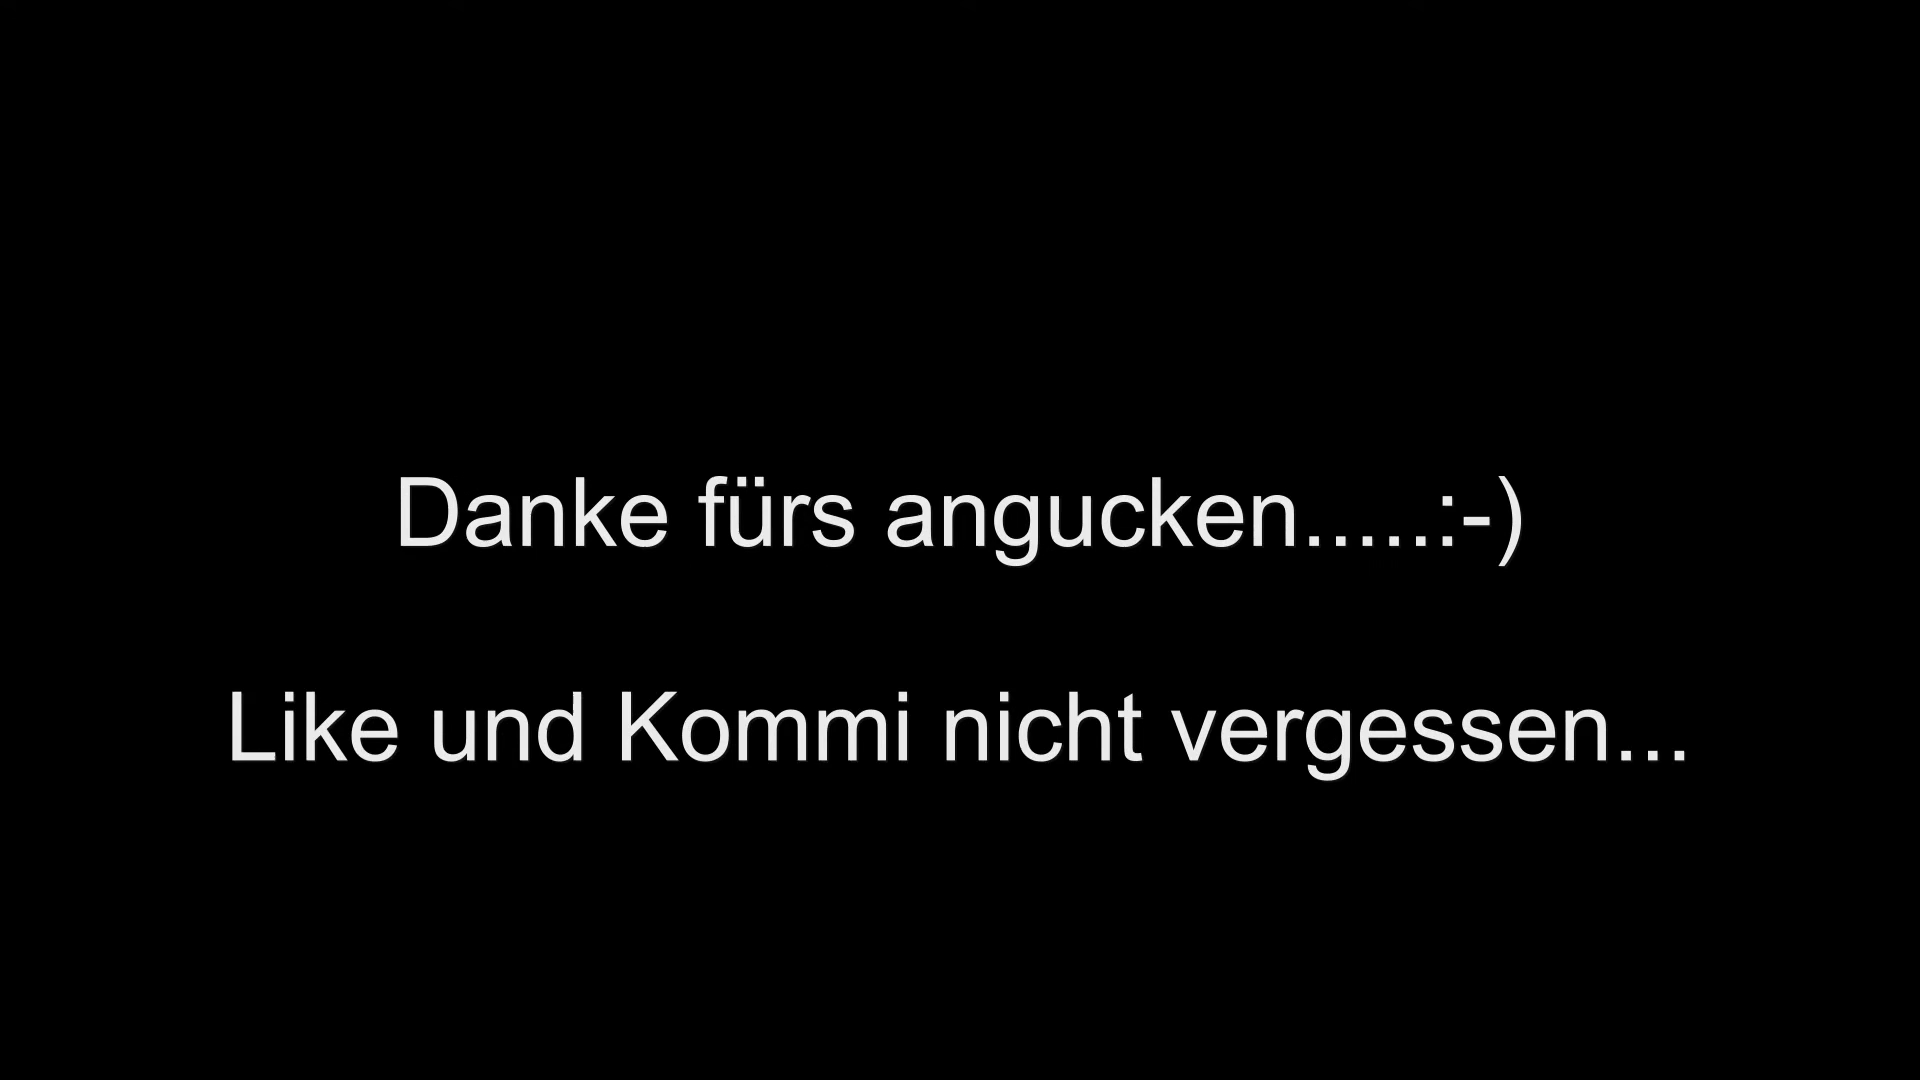 Danke fürs angucken.....:-)
Like und Kommi nicht vergessen...